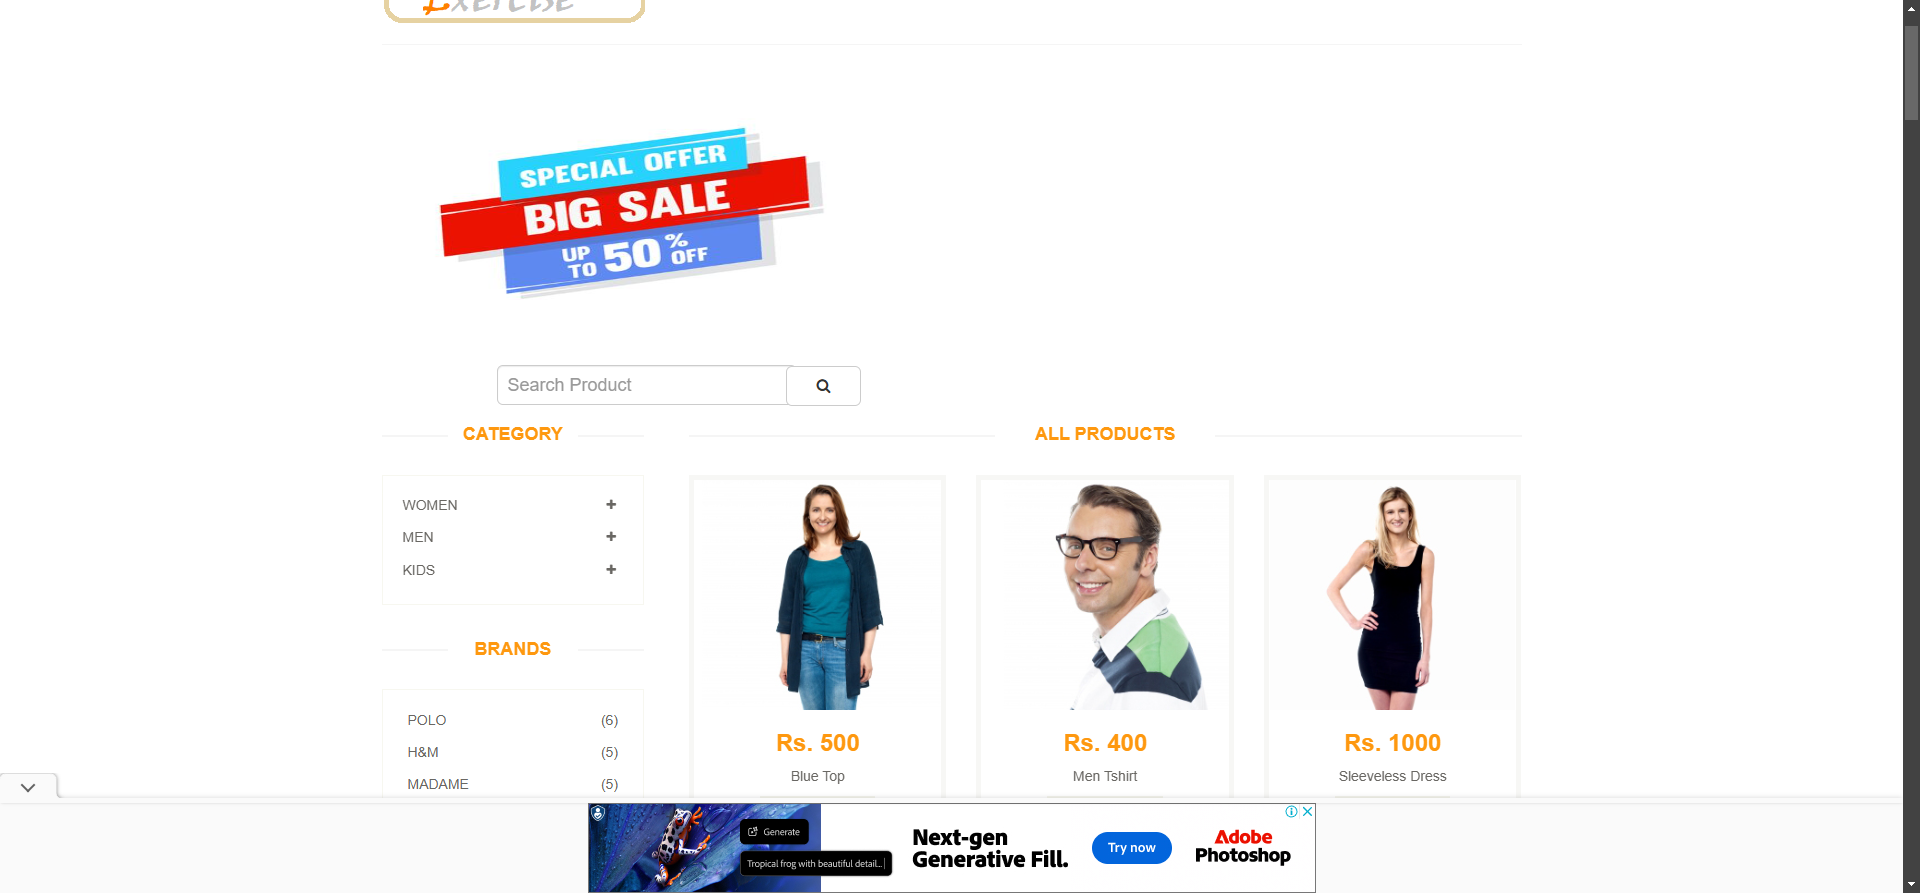 Exercise
SPECIAL OFFER
BIG SALE
UP TO 50% OFF
Search Product
CATEGORY
ALL PRODUCTS
WOMEN
MEN
KIDS
BRANDS
POLO (6)
H&M (5)
MADAME (5)
Rs. 500
Blue Top
Rs. 400
Men Tshirt
Rs. 1000
Sleeveless Dress
Generate
Tropical frog with beautiful detail...
Next-gen
Generative Fill.
Try now
Adobe
Photoshop